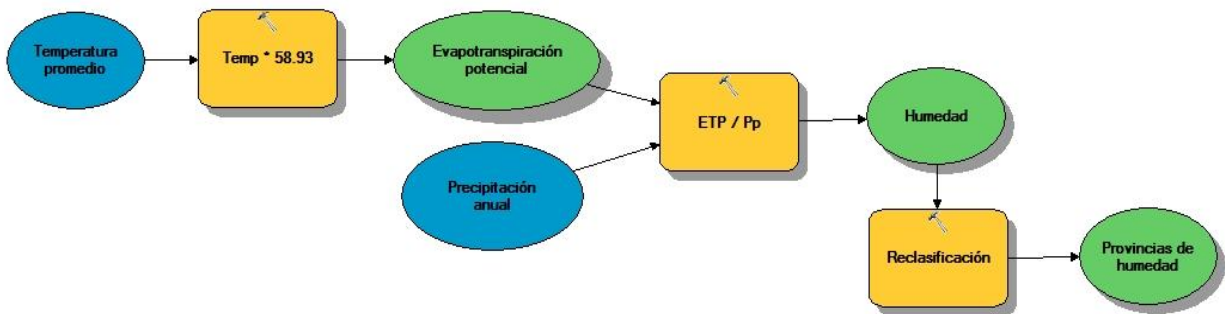 Temperatura
promedio
Temp * 58.93
Evapotranspiración
potencial
ETP / Pp
Precipitación
anual
Humedad
Reclasificación
Provincias de
humedad